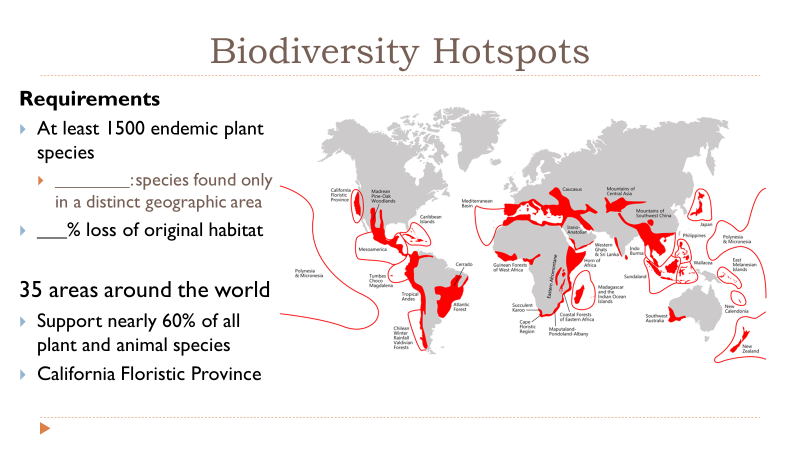 Biodiversity Hotspots
Requirements
At least 1500 endemic plant
species
________: species found only
in a distinct geographic area
___% loss of original habitat
35 areas around the world
Support nearly 60% of all
plant and animal species
California Floristic Province
California
Floristic
Province
Madrean
Pine-Oak
Woodlands
Caribbean
Islands
Mesoamerica
Polynesia
& Micronesia
Tumbes
Choco
Magdalena
Tropical
Andes
Cerrado
Atlantic
Forest
Chilean
Winter
Rainfall
Valdivian
Forests
Mediterranean
Basin
Caucasus
Mountains of
Central Asia
Irano-
Anatolian
Mountains of
Southwest China
Guinean Forests
of West Africa
Eastern Afromontane
Horn of
Africa
Western
Ghats
& Sri Lanka
Indo
Burma
Madagascar
and the
Indian Ocean
Islands
Coastal Forests
of Eastern Africa
Succulent
Karoo
Cape
Floristic
Region
Maputaland-
Pondoland-Albany
Japan
Philippines
Polynesia
& Micronesia
Sundaland
Wallacea
East
Melanesian
Islands
New
Caledonia
Southwest
Australia
New
Zealand